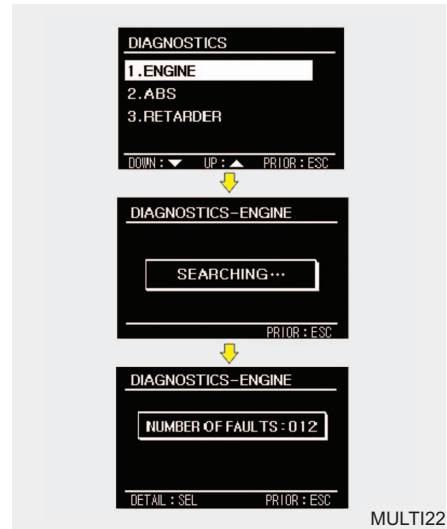 DIAGNOSTICS
1.ENGINE
2.ABS
3.RETARDER
DOWN:▼ UP:▲ PRIOR:ESC
DIAGNOSTICS-ENGINE
SEARCHING···
PRIOR:ESC
DIAGNOSTICS-ENGINE
NUMBER OF FAULTS:012
DETAIL:SEL PRIOR:ESC
MULTI22